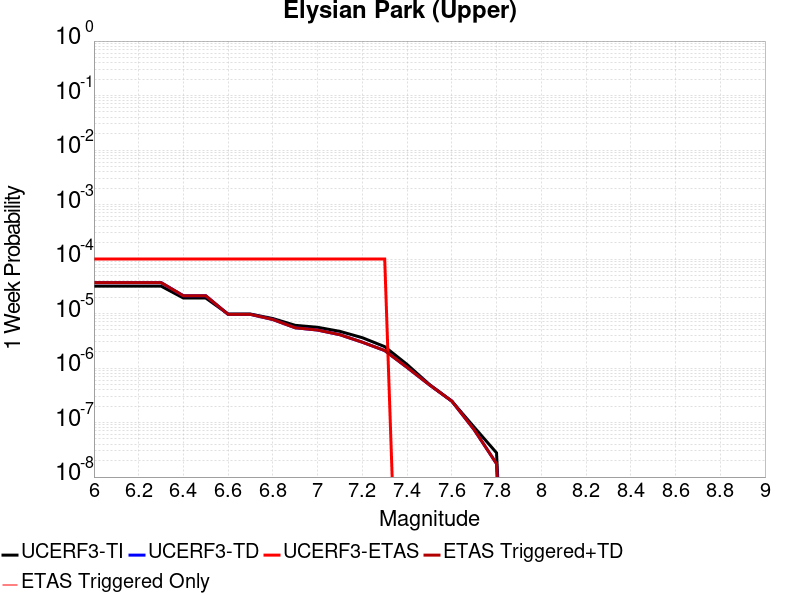 Elysian Park (Upper)
10^0
10^-1
10^-2
10^-3
10^-4
10^-5
10^-6
10^-7
10^-8
1 Week Probability
6 6.2 6.4 6.6 6.8 7 7.2 7.4 7.6 7.8 8 8.2 8.4 8.6 8.8 9
Magnitude
UCERF3-TI UCERF3-TD UCERF3-ETAS ETAS Triggered+TD
ETAS Triggered Only